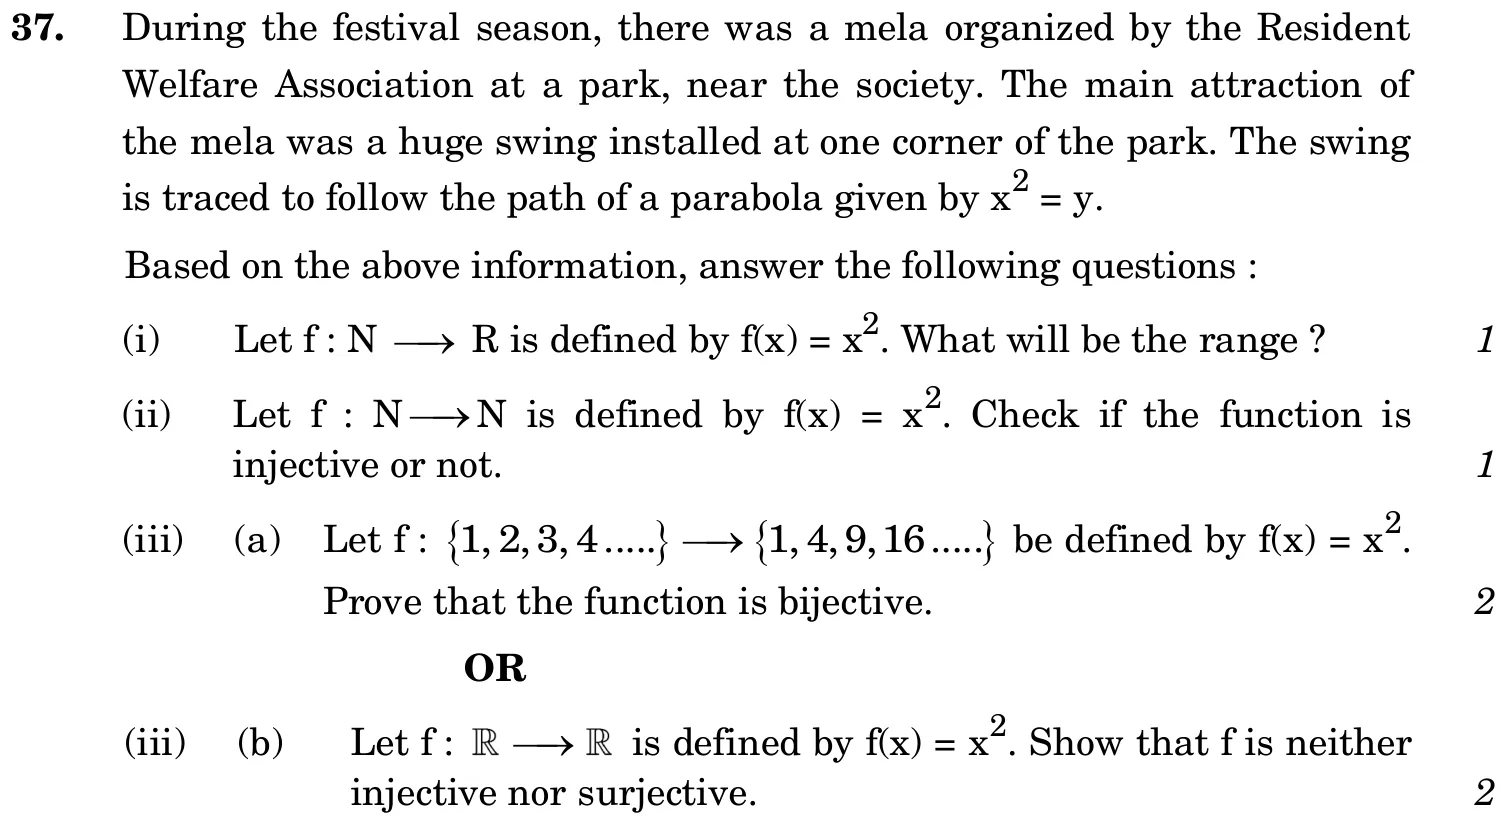 37. During the festival season, there was a mela organized by the Resident
Welfare Association at a park, near the society. The main attraction of
the mela was a huge swing installed at one corner of the park. The swing
is traced to follow the path of a parabola given by x² = y.
Based on the above information, answer the following questions :
(i) Let f : N ⟶ R is defined by f(x) = x². What will be the range ? 1
(ii) Let f : N⟶N is defined by f(x) = x². Check if the function is
injective or not. 1
(iii) (a) Let f : {1, 2, 3, 4 .....} ⟶ {1, 4, 9, 16 .....} be defined by f(x) = x².
Prove that the function is bijective. 2
OR
(iii) (b) Let f : ℝ ⟶ ℝ is defined by f(x) = x². Show that f is neither
injective nor surjective. 2